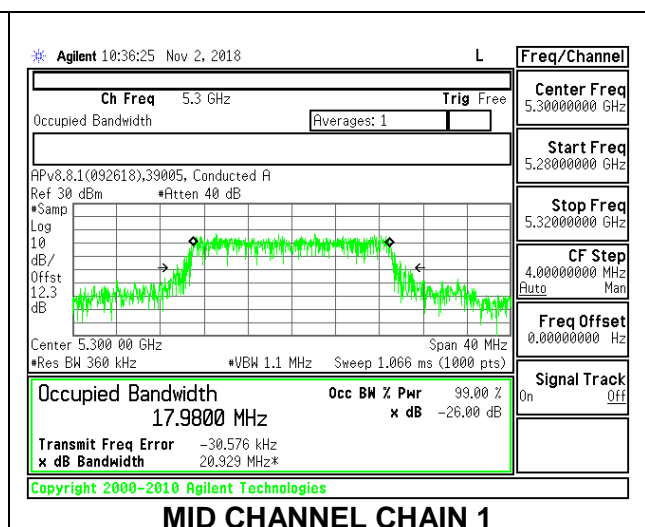 Agilent 10:36:25 Nov 2, 2018 L
Freq/Channel
Ch Freq 5.3 GHz Trig Free
Occupied Bandwidth Averages: 1
Center Freq
5.30000000 GHz
Start Freq
5.28000000 GHz
Stop Freq
5.32000000 GHz
CF Step
4.00000000 MHz
Auto Man
Freq Offset
0.00000000 Hz
Signal Track
On Off
APv8.8.1(092618),39005, Conducted A
Ref 30 dBm #Atten 40 dB
#Samp
Log
10
dB/
Offst
12.3
dB
Center 5.300 00 GHz Span 40 MHz
#Res BW 360 kHz #VBW 1.1 MHz Sweep 1.066 ms (1000 pts)
Occupied Bandwidth Occ BW % Pwr 99.00 %
17.9800 MHz x dB -26.00 dB
Transmit Freq Error -30.576 kHz
x dB Bandwidth 20.929 MHz*
Copyright 2000-2010 Agilent Technologies
MID CHANNEL CHAIN 1